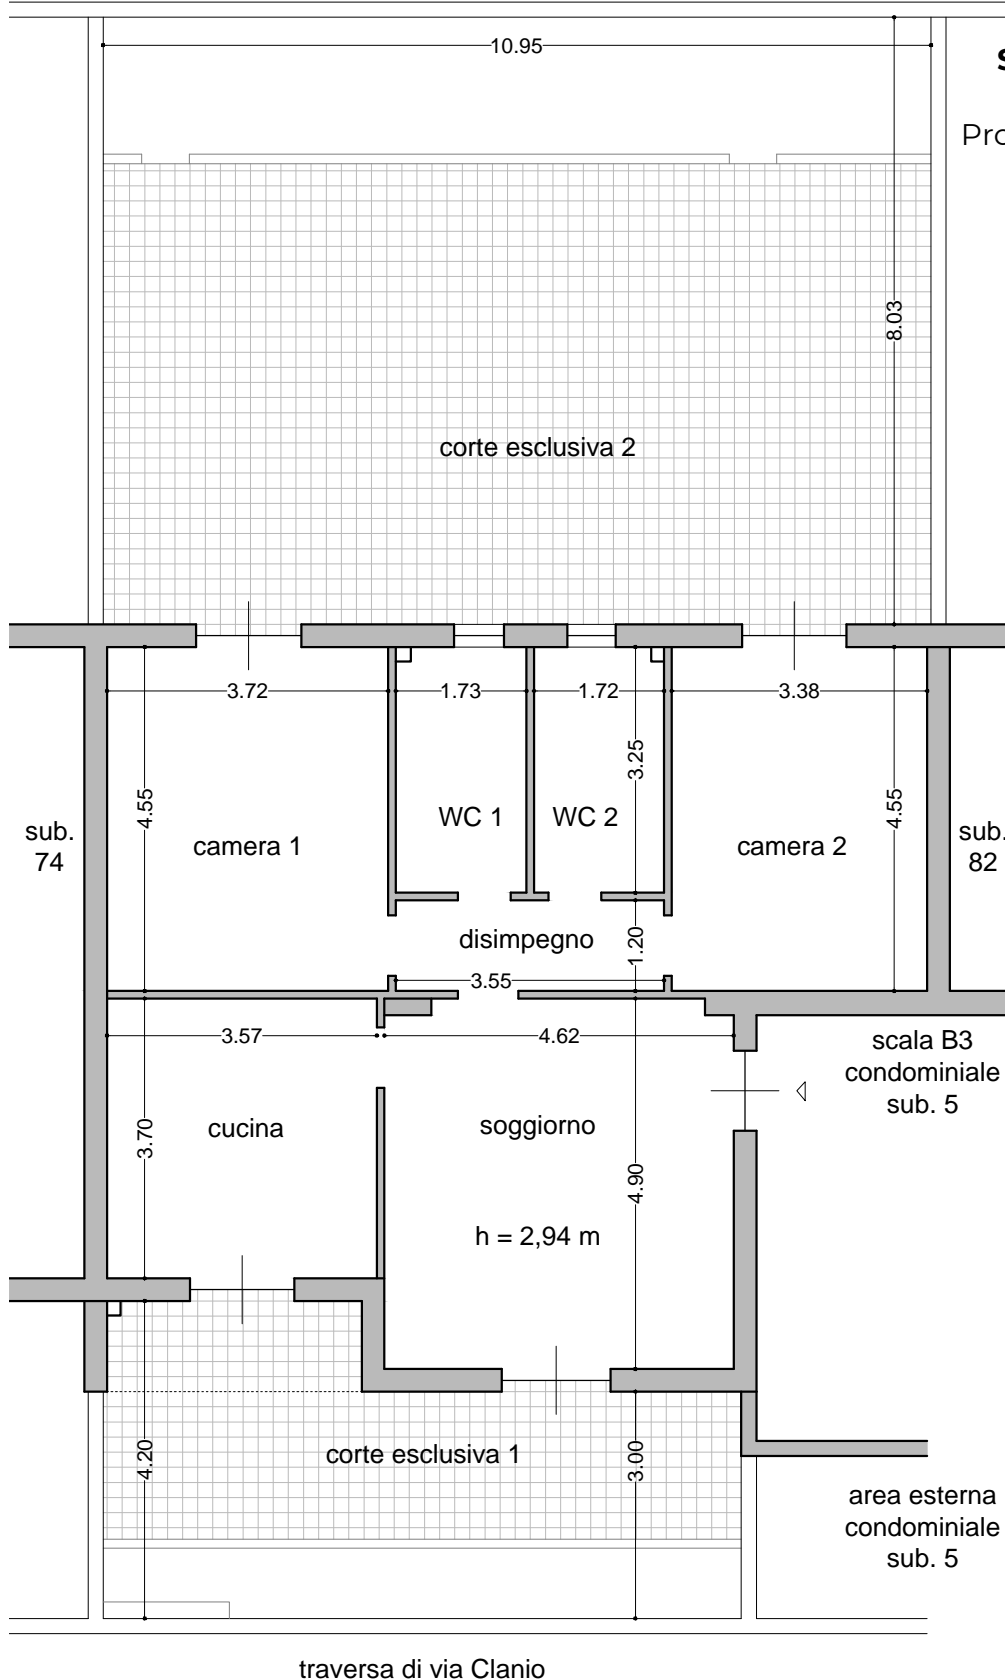 10.95
S
Pro
8.03
corte esclusiva 2
3.72
1.73
1.72
3.38
3.25
4.55
4.55
WC 1
WC 2
sub.
74
camera 1
camera 2
sub.
82
disimpegno
1.20
3.55
3.57
4.62
scala B3
condominiale
sub. 5
cucina
soggiorno
3.70
4.90
h = 2,94 m
corte esclusiva 1
4.20
3.00
area esterna
condominiale
sub. 5
traversa di via Clanio